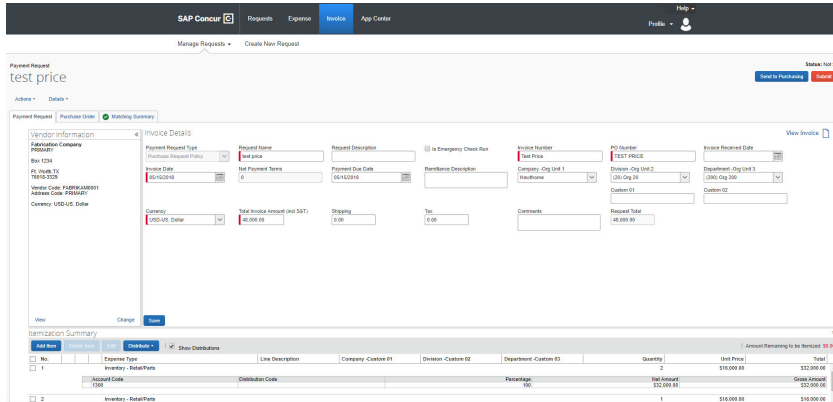 Help
SAP Concur C Requests Expense Invoice App Center
Profile
Manage Requests Create New Request
Payment Request
Status: Not
test price
Send to Purchasing Submit
Actions Details
Payment Request Purchase Order Matching Summary
Vendor Information «
Fabrication Company
PRIMARY
Box 1234
Ft. Worth,TX
76018-3329
Vendor Code: FABRIKAM0001
Address Code: PRIMARY
Currency: USD-US, Dollar
View Change
Invoice Details
View Invoice
Payment Request Type Request Name Request Description Is Emergency Check Run Invoice Number PO Number Invoice Received Date
Purchase Request Policy test price Test Price TEST PRICE
Invoice Date Net Payment Terms Payment Due Date Remittance Description Company -Org Unit 1 Division -Org Unit 2 Department -Org Unit 3
05/15/2018 0 05/15/2018 Hawthorne (20) Org 20 (200) Org 200
Custom 01 Custom 02
Currency Total Invoice Amount (incl S&T) Shipping Tax Comments Request Total
USD-US, Dollar 48,000.00 0.00 0.00 48,000.00
Save
Itemization Summary
Add Item Delete Item Edit Distribute Show Distributions Amount Remaining to be Itemized:
No. Expense Type Line Description Company -Custom 01 Division -Custom 02 Department -Custom 03 Quantity Unit Price Total
1 Inventory - Retail/Parts 2 $16,000.00 $32,000.00
Account Code Distribution Code Percentage Net Amount Gross Amount
1300 100 $32,000.00 $32,000.00
2 Inventory - Retail/Parts 1 $16,000.00 $16,000.00